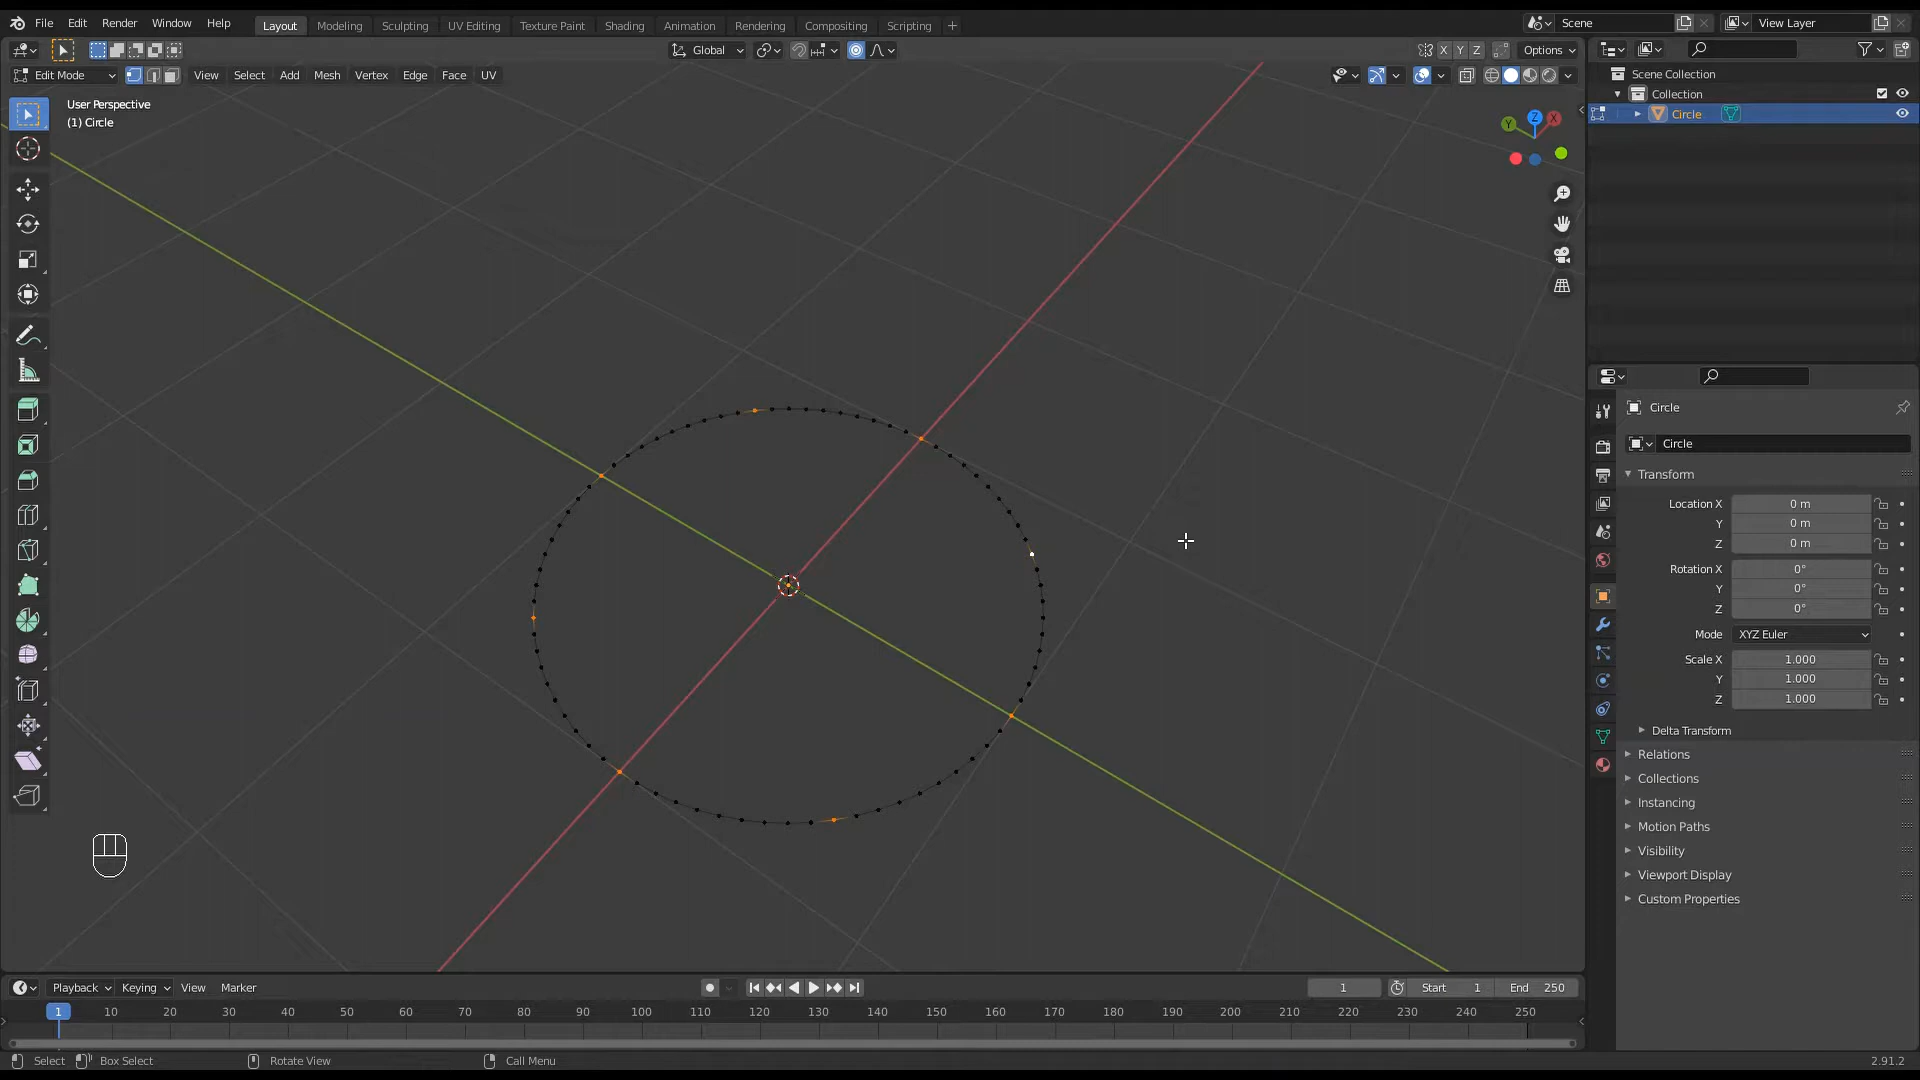 File Edit Render Window Help Layout Modeling Sculpting UV Editing Texture Paint Shading Animation Rendering Compositing Scripting + Scene View Layer
Global Options
X Y Z
Edit Mode View Select Add Mesh Vertex Edge Face UV
User Perspective
(1) Circle
Z
Y
X
Scene Collection
Collection
Circle
Circle
Circle
Transform
Location X 0 m
Y 0 m
Z 0 m
Rotation X 0°
Y 0°
Z 0°
Mode XYZ Euler
Scale X 1.000
Y 1.000
Z 1.000
Delta Transform
Relations
Collections
Instancing
Motion Paths
Visibility
Viewport Display
Custom Properties
Playback Keying View Marker 1 Start 1 End 250
1 10 20 30 40 50 60 70 80 90 100 110 120 130 140 150 160 170 180 190 200 210 220 230 240 250
Select Box Select Rotate View Call Menu 2.91.2